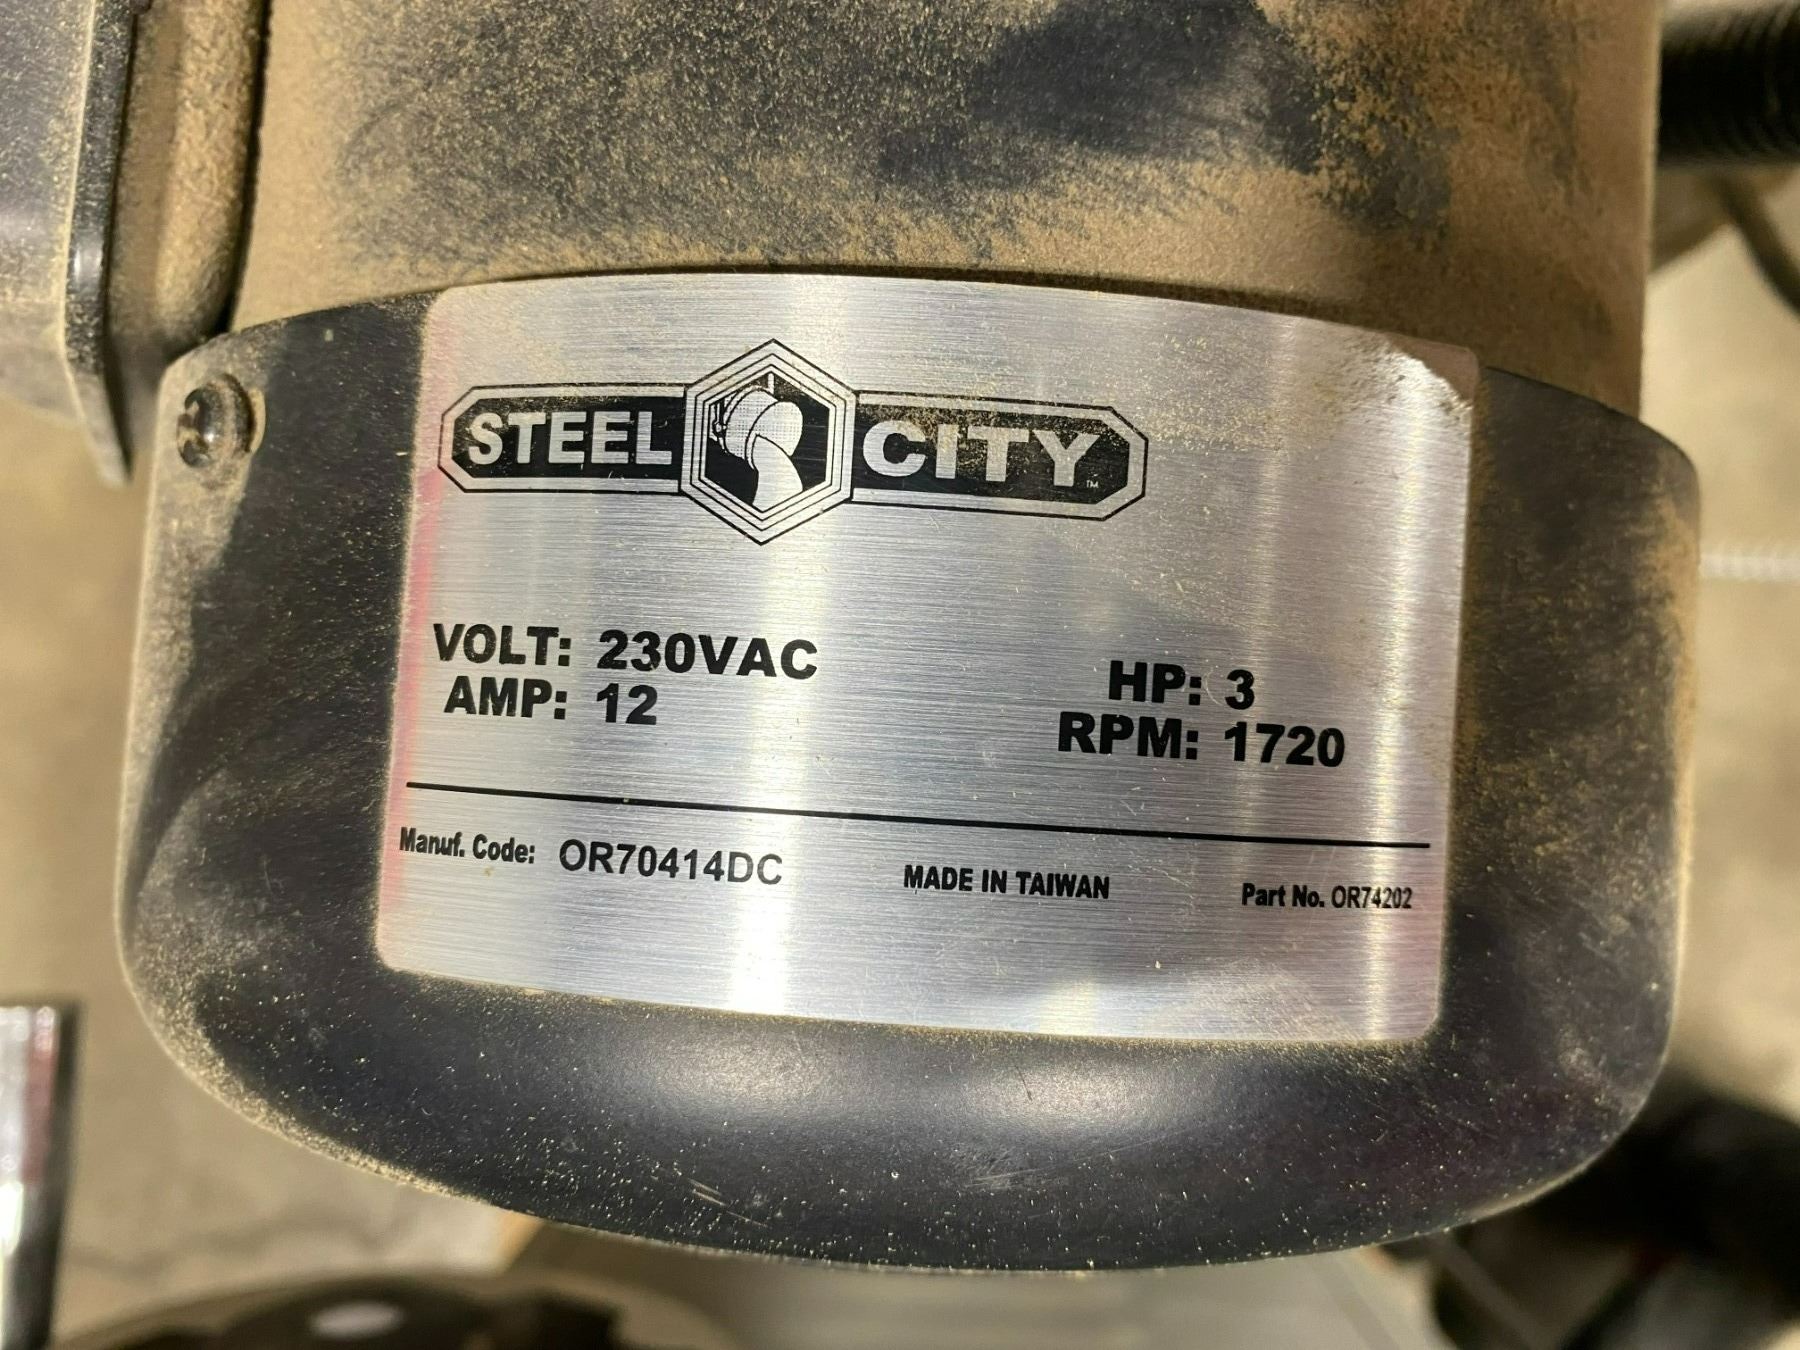 STEEL CITY TM
VOLT: 230VAC
AMP: 12
HP: 3
RPM: 1720
Manuf. Code: OR70414DC
MADE IN TAIWAN
Part No. OR74202